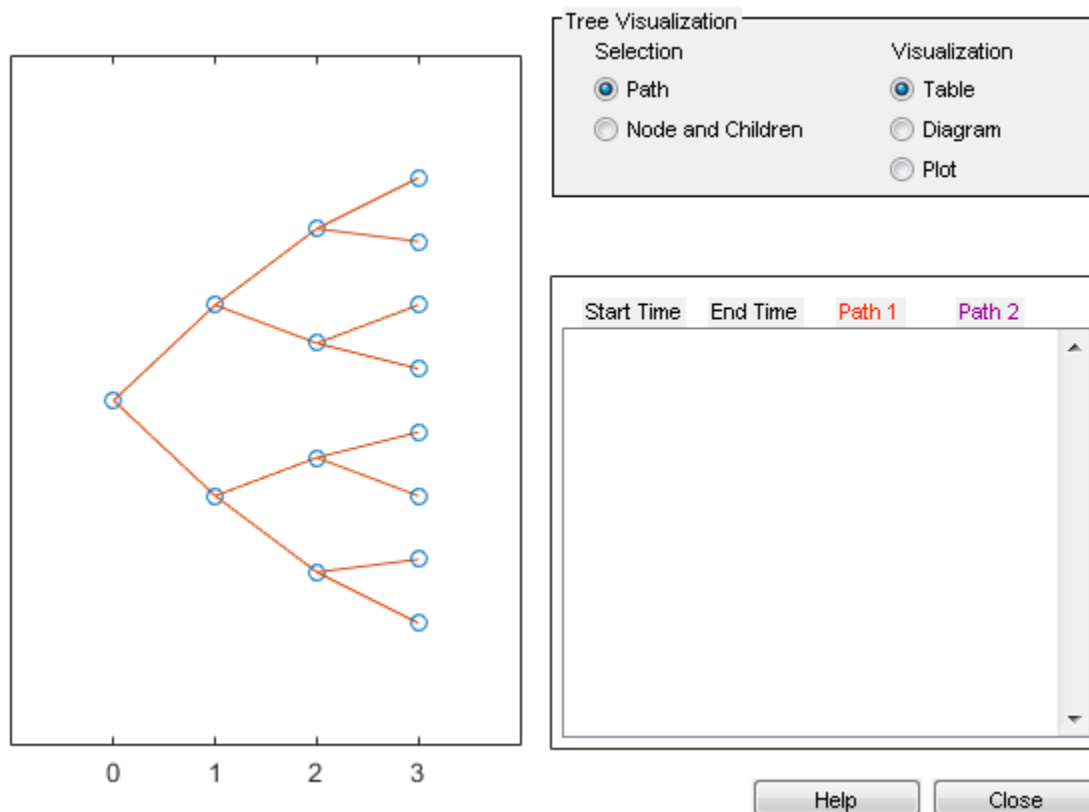 Tree Visualization
Selection
Visualization
Path
Table
Node and Children
Diagram
Plot
Start Time End Time Path 1 Path 2
0 1 2 3
Help Close